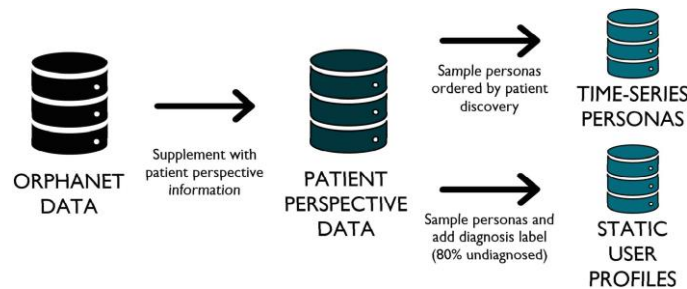 ORPHANET
DATA
Supplement with
patient perspective
information
PATIENT
PERSPECTIVE
DATA
Sample personas
ordered by patient
discovery
TIME-SERIES
PERSONAS
Sample personas and
add diagnosis label
(80% undiagnosed)
STATIC
USER
PROFILES